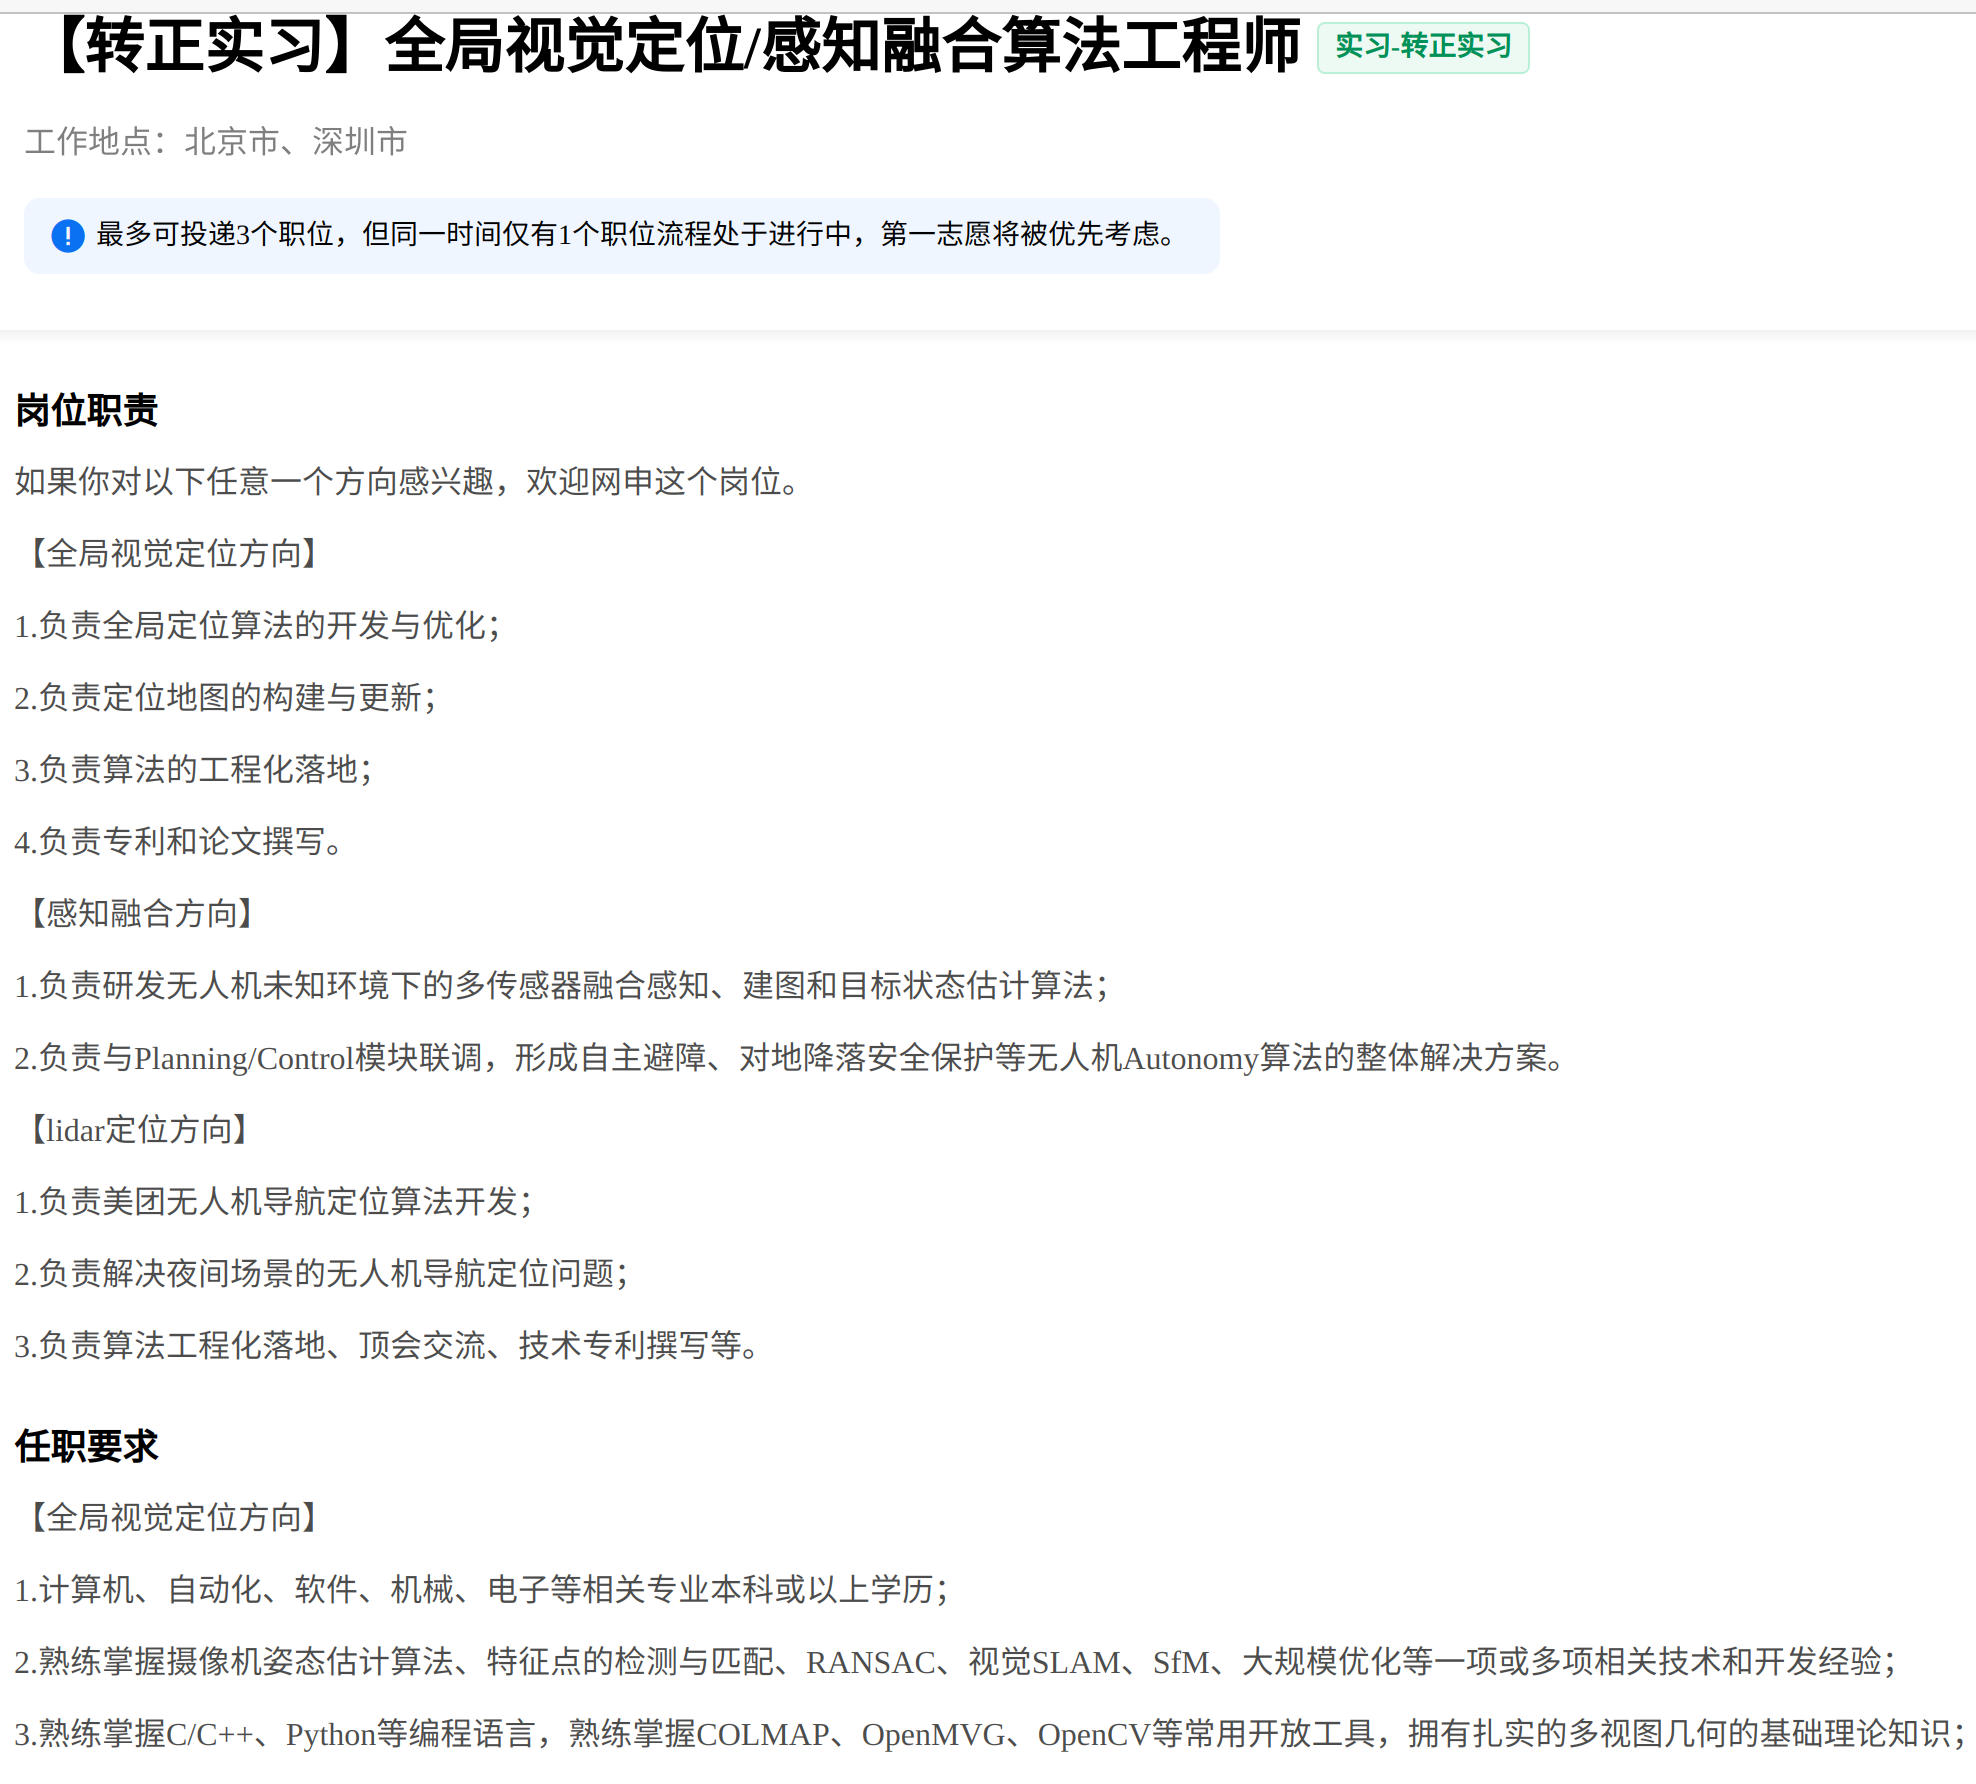 【转正实习】全局视觉定位/感知融合算法工程师 实习-转正实习
工作地点：北京市、深圳市
最多可投递3个职位，但同一时间仅有1个职位流程处于进行中，第一志愿将被优先考虑。
岗位职责
如果你对以下任意一个方向感兴趣，欢迎网申这个岗位。
【全局视觉定位方向】
1.负责全局定位算法的开发与优化；
2.负责定位地图的构建与更新；
3.负责算法的工程化落地；
4.负责专利和论文撰写。
【感知融合方向】
1.负责研发无人机未知环境下的多传感器融合感知、建图和目标状态估计算法；
2.负责与Planning/Control模块联调，形成自主避障、对地降落安全保护等无人机Autonomy算法的整体解决方案。
【lidar定位方向】
1.负责美团无人机导航定位算法开发；
2.负责解决夜间场景的无人机导航定位问题；
3.负责算法工程化落地、顶会交流、技术专利撰写等。
任职要求
【全局视觉定位方向】
1.计算机、自动化、软件、机械、电子等相关专业本科或以上学历；
2.熟练掌握摄像机姿态估计算法、特征点的检测与匹配、RANSAC、视觉SLAM、SfM、大规模优化等一项或多项相关技术和开发经验；
3.熟练掌握C/C++、Python等编程语言，熟练掌握COLMAP、OpenMVG、OpenCV等常用开放工具，拥有扎实的多视图几何的基础理论知识；